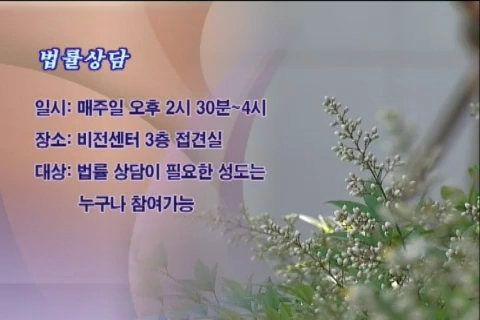 법률상담
일시: 매주일 오후 2시 30분~4시
장소: 비전센터 3층 접견실
대상: 법률 상담이 필요한 성도는
누구나 참여가능